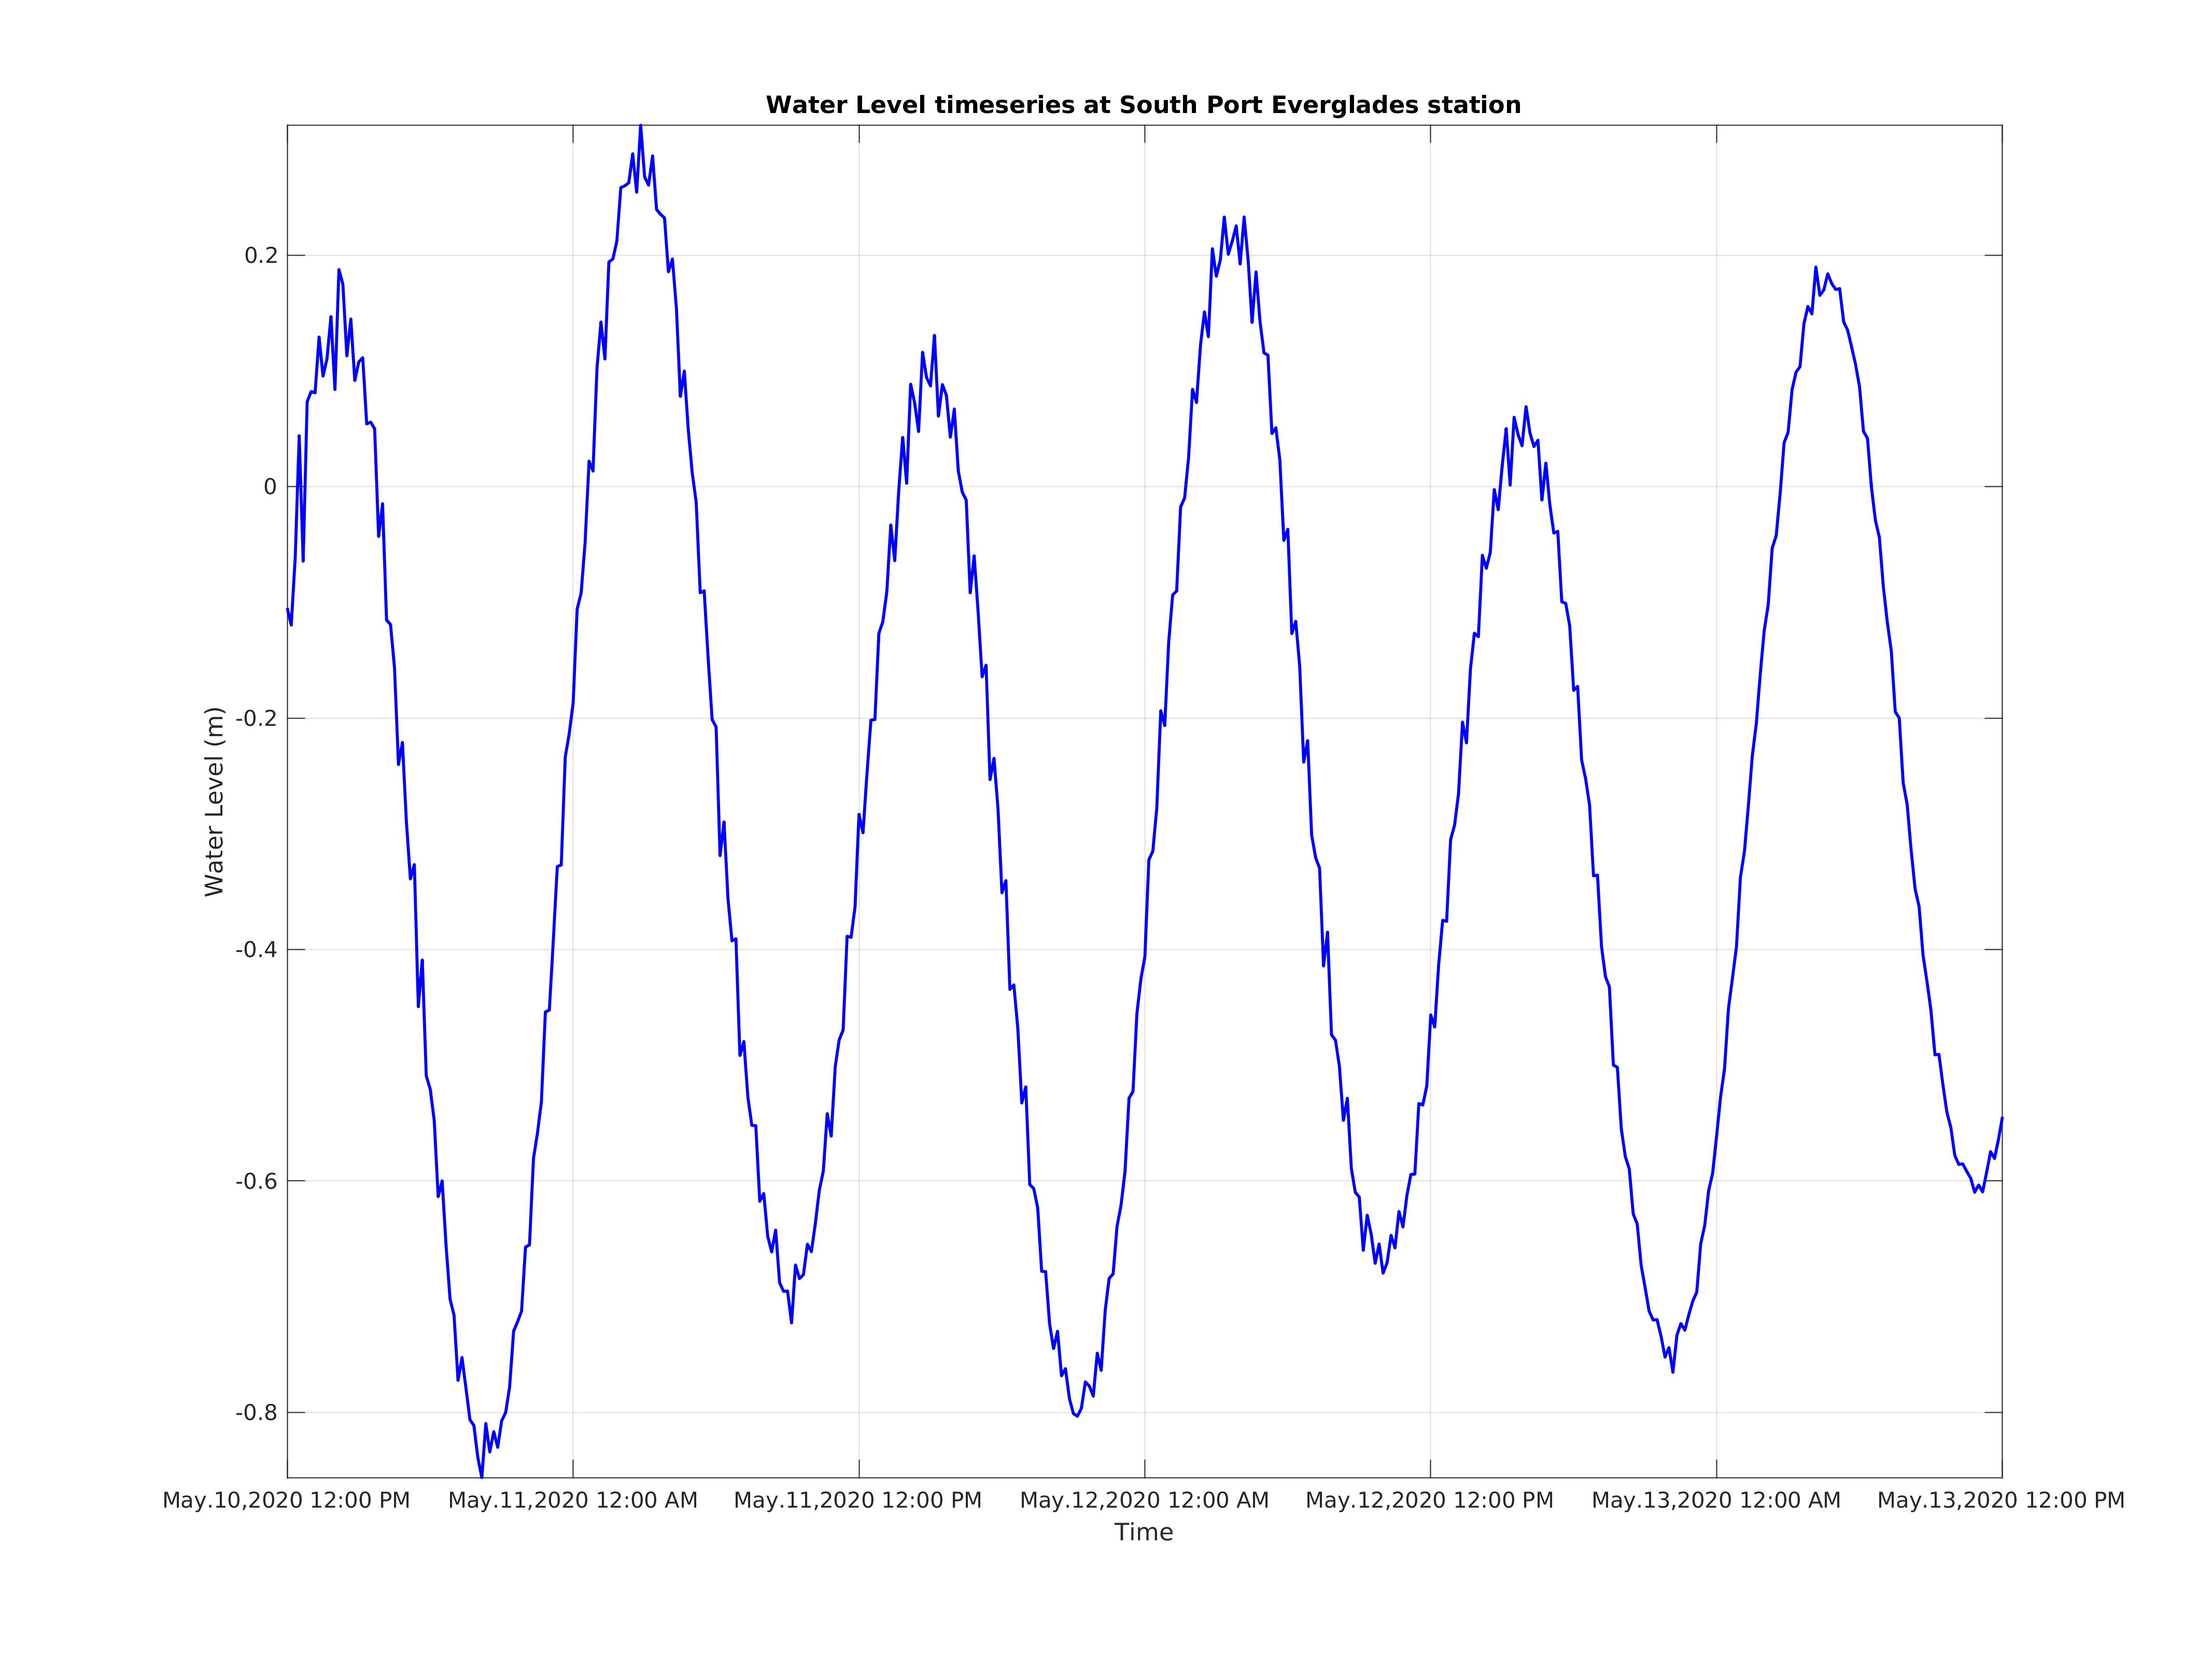 Water Level timeseries at South Port Everglades station
0.2
0
-0.2
-0.4
-0.6
-0.8
Water Level (m)
May.10,2020 12:00 PM May.11,2020 12:00 AM May.11,2020 12:00 PM May.12,2020 12:00 AM May.12,2020 12:00 PM May.13,2020 12:00 AM May.13,2020 12:00 PM
Time